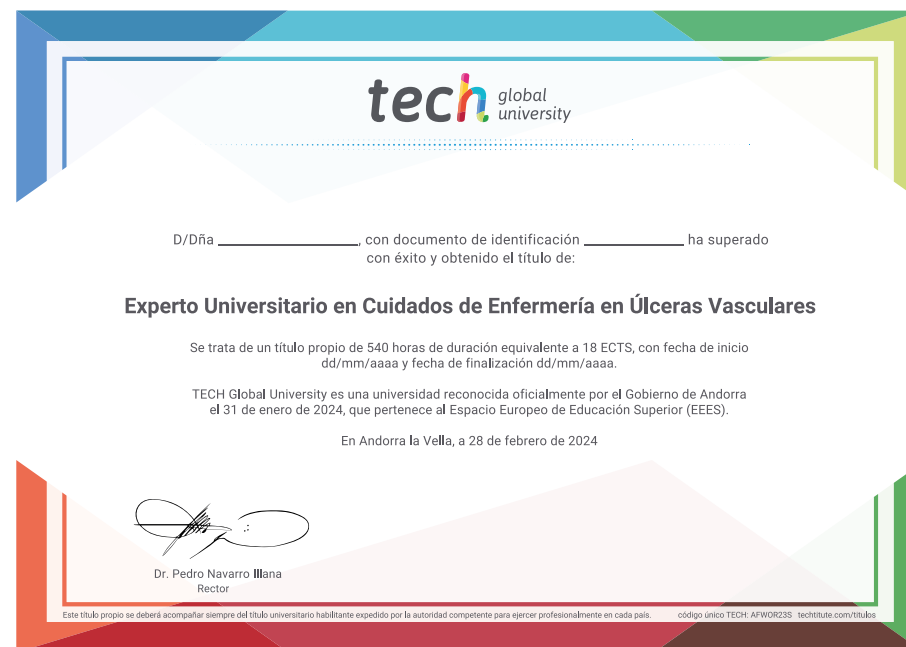 tech global university
D/Dña ____________________, con documento de identificación ______________ ha superado
con éxito y obtenido el título de:
Experto Universitario en Cuidados de Enfermería en Úlceras Vasculares
Se trata de un título propio de 540 horas de duración equivalente a 18 ECTS, con fecha de inicio
dd/mm/aaaa y fecha de finalización dd/mm/aaaa.
TECH Global University es una universidad reconocida oficialmente por el Gobierno de Andorra
el 31 de enero de 2024, que pertenece al Espacio Europeo de Educación Superior (EEES).
En Andorra la Vella, a 28 de febrero de 2024
Dr. Pedro Navarro Illana
Rector
Este título propio se deberá acompañar siempre del título universitario habilitante expedido por la autoridad competente para ejercer profesionalmente en cada país. código único TECH: AFWOR23S techtitute.com/titulos